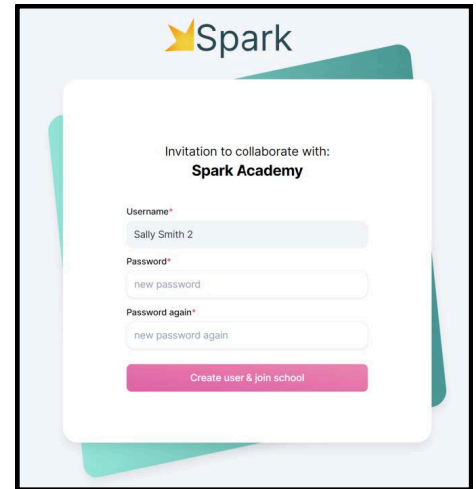 Spark
Invitation to collaborate with:
Spark Academy
Username*
Sally Smith 2
Password*
new password
Password again*
new password again
Create user & join school